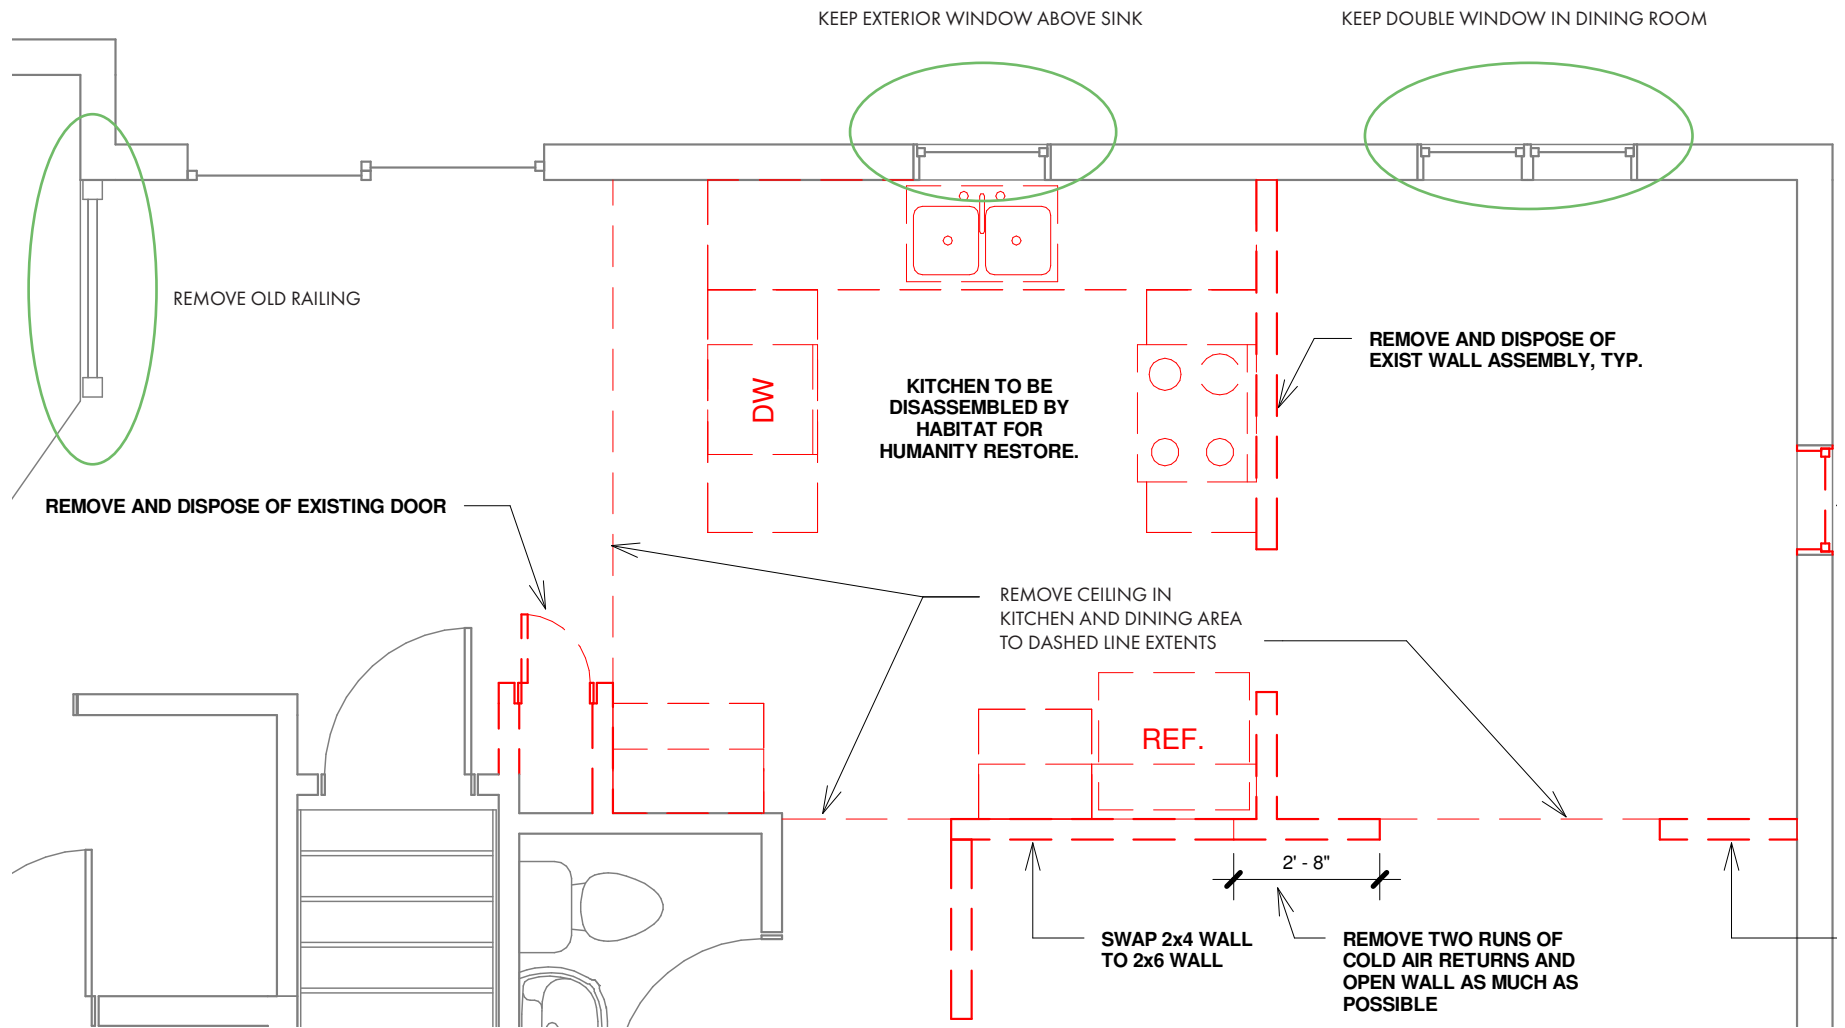 KEEP EXTERIOR WINDOW ABOVE SINK
KEEP DOUBLE WINDOW IN DINING ROOM
REMOVE OLD RAILING
REMOVE AND DISPOSE OF
EXIST WALL ASSEMBLY, TYP.
DW
KITCHEN TO BE
DISASSEMBLED BY
HABITAT FOR
HUMANITY RESTORE.
REMOVE AND DISPOSE OF EXISTING DOOR
REMOVE CEILING IN
KITCHEN AND DINING AREA
TO DASHED LINE EXTENTS
REF.
2' - 8"
SWAP 2x4 WALL
TO 2x6 WALL
REMOVE TWO RUNS OF
COLD AIR RETURNS AND
OPEN WALL AS MUCH AS
POSSIBLE